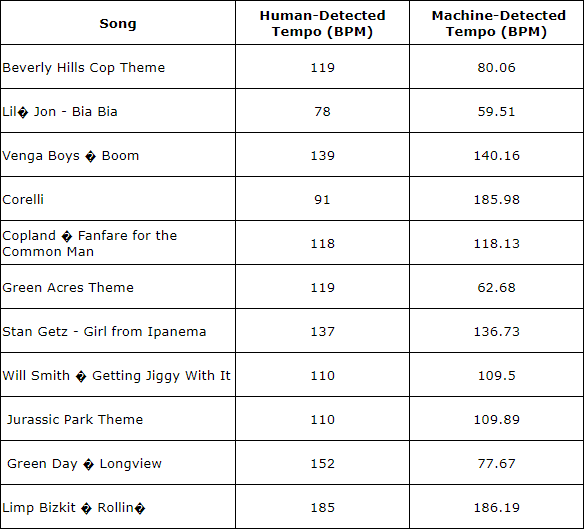 Song Human-Detected Tempo (BPM) Machine-Detected Tempo (BPM)
Beverly Hills Cop Theme 119 80.06
Lil� Jon - Bia Bia 78 59.51
Venga Boys � Boom 139 140.16
Corelli 91 185.98
Copland � Fanfare for the
Common Man 118 118.13
Green Acres Theme 119 62.68
Stan Getz - Girl from Ipanema 137 136.73
Will Smith � Getting Jiggy With It 110 109.5
Jurassic Park Theme 110 109.89
Green Day � Longview 152 77.67
Limp Bizkit � Rollin� 185 186.19